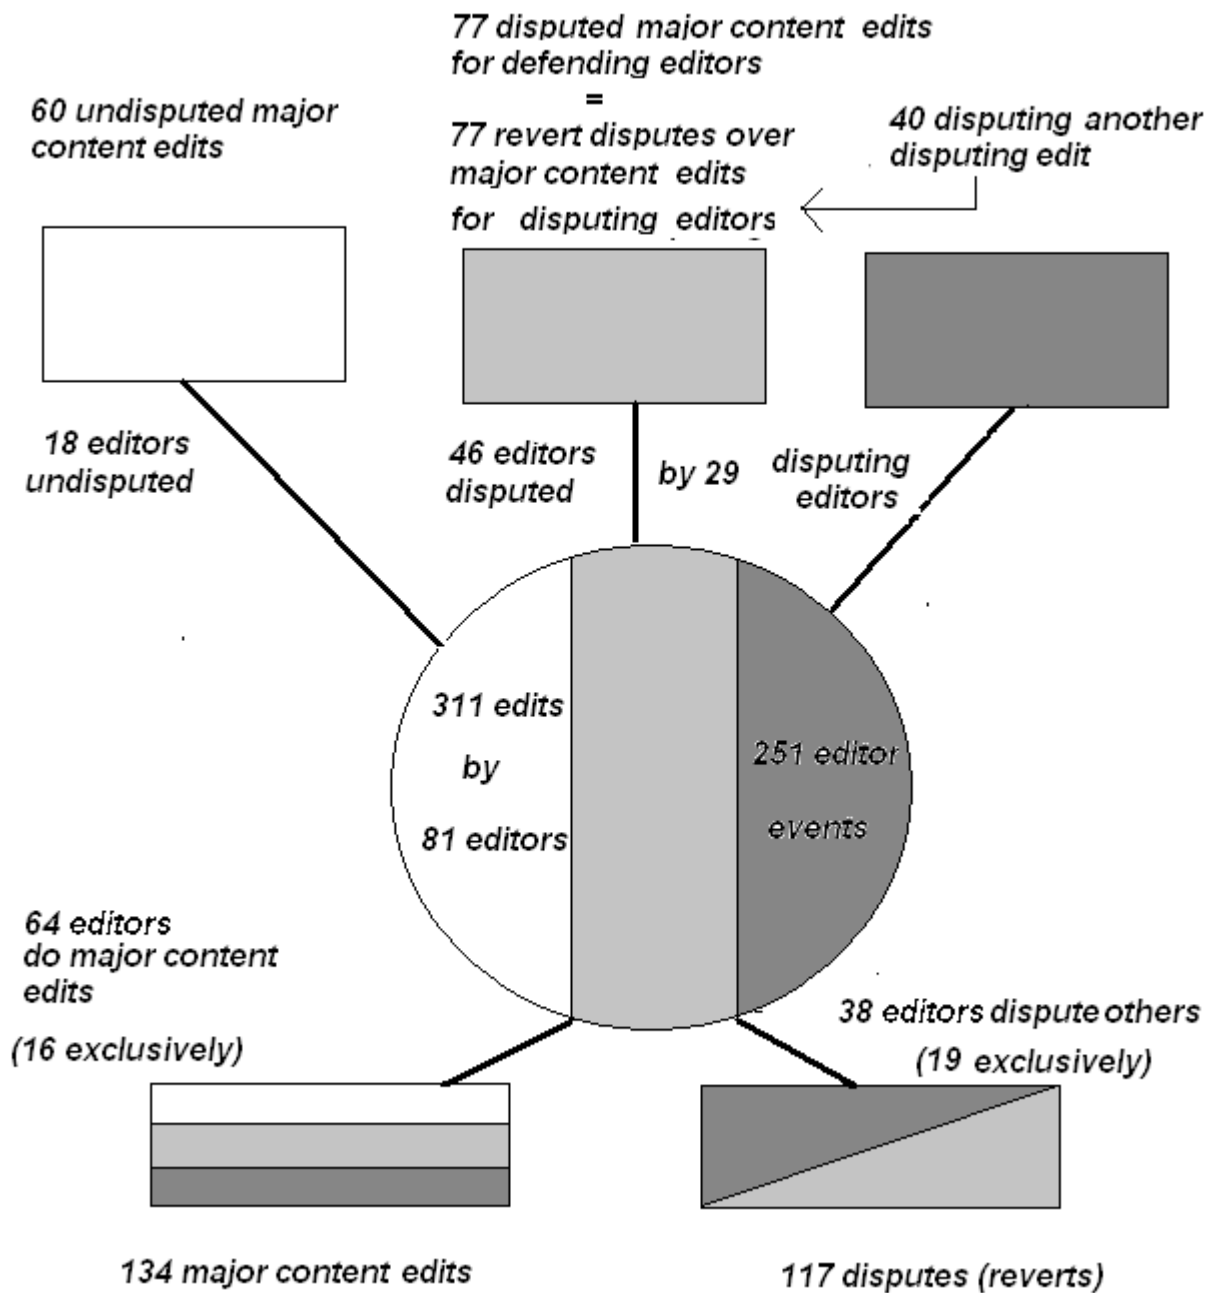 77 disputed major content edits
for defending editors
=
77 revert disputes over
major content edits
for disputing editors
60 undisputed major
content edits
40 disputing another
disputing edit
18 editors
undisputed
46 editors
disputed
by 29
disputing
editors
311 edits
by
81 editors
251 editor
events
64 editors
do major content
edits
(16 exclusively)
38 editors dispute others
(19 exclusively)
134 major content edits
117 disputes (reverts)